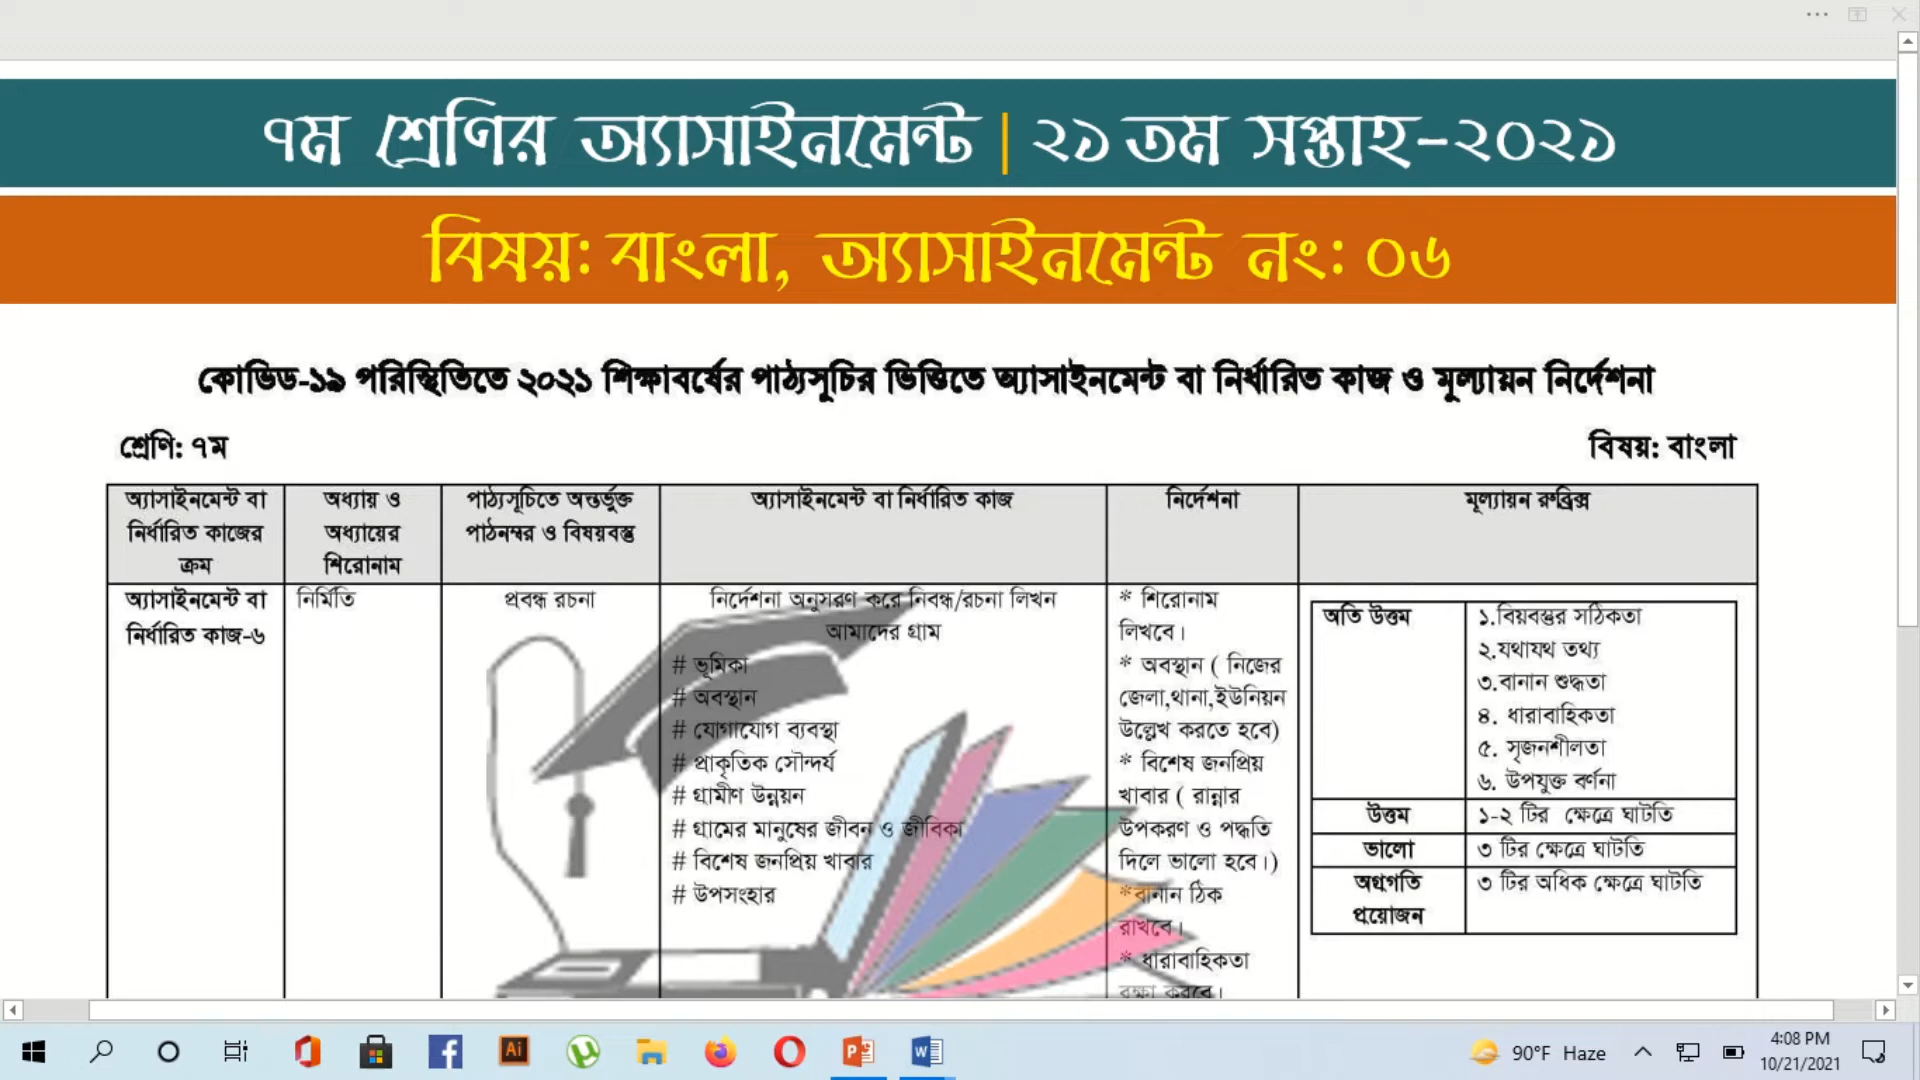 ৭ম শ্রেণির অ্যাসাইনমেন্ট | ২১ তম সপ্তাহ-২০২১
বিষয়: বাংলা, অ্যাসাইনমেন্ট নং: ০৬
কোভিড-১৯ পরিস্থিতিতে ২০২১ শিক্ষাবর্ষের পাঠ্যসূচির ভিত্তিতে অ্যাসাইনমেন্ট বা নির্ধারিত কাজ ও মূল্যায়ন নির্দেশনা
শ্রেণি: ৭ম
বিষয়: বাংলা
অ্যাসাইনমেন্ট বা
নির্ধারিত কাজের
ক্রম
অধ্যায় ও
অধ্যায়ের
শিরোনাম
পাঠ্যসূচিতে অন্তর্ভুক্ত
পাঠনম্বর ও বিষয়বস্তু
অ্যাসাইনমেন্ট বা নির্ধারিত কাজ
নির্দেশনা
মূল্যায়ন রুব্রিক্স
অ্যাসাইনমেন্ট বা
নির্ধারিত কাজ-৬
নির্মিতি
প্রবন্ধ রচনা
নির্দেশনা অনুসরণ করে নিবন্ধ/রচনা লিখন
আমাদের গ্রাম
# ভূমিকা
# অবস্থান
# যোগাযোগ ব্যবস্থা
# প্রাকৃতিক সৌন্দর্য
# গ্রামীণ উন্নয়ন
# গ্রামের মানুষের জীবন ও জীবিকা
# বিশেষ জনপ্রিয় খাবার
# উপসংহার
* শিরোনাম
লিখবে।
* অবস্থান ( নিজের
জেলা,থানা,ইউনিয়ন
উল্লেখ করতে হবে)
* বিশেষ জনপ্রিয়
খাবার ( রান্নার
উপকরণ ও পদ্ধতি
দিলে ভালো হবে।)
*বানান ঠিক
রাখবে।
* ধারাবাহিকতা
রক্ষা করবে।
অতি উত্তম
১.বিয়বস্তুর সঠিকতা
২.যথাযথ তথ্য
৩.বানান শুদ্ধতা
৪. ধারাবাহিকতা
৫. সৃজনশীলতা
৬. উপযুক্ত বর্ণনা
উত্তম
১-২ টির ক্ষেত্রে ঘাটতি
ভালো
৩ টির ক্ষেত্রে ঘাটতি
অগ্রগতি
প্রয়োজন
৩ টির অধিক ক্ষেত্রে ঘাটতি
Ai
90°F Haze
4:08 PM
10/21/2021